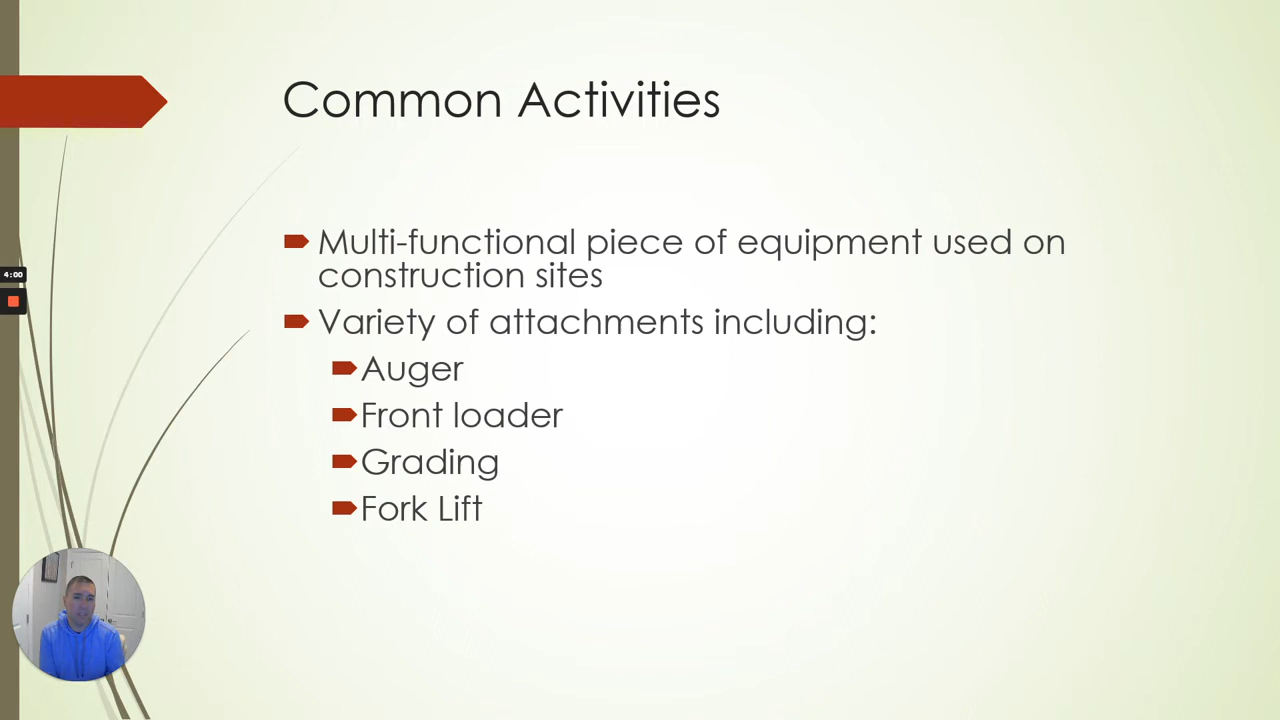 Common Activities
Multi-functional piece of equipment used on
construction sites
Variety of attachments including:
Auger
Front loader
Grading
Fork Lift
4:00